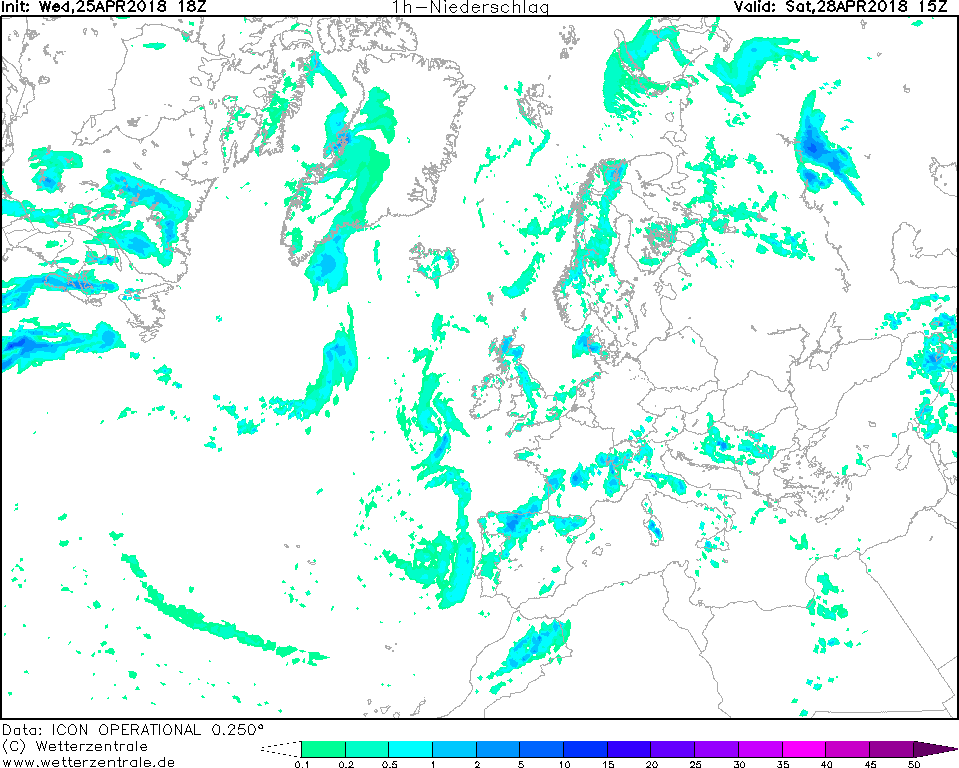 Init: Wed,25APR2018 18Z 1h-Niederschlag Valid: Sat,28APR2018 15Z
Data: ICON OPERATIONAL 0.250°
(C) Wetterzentrale
www.wetterzentrale.de
0.1 0.2 0.5 1 2 5 10 15 20 25 30 35 40 45 50